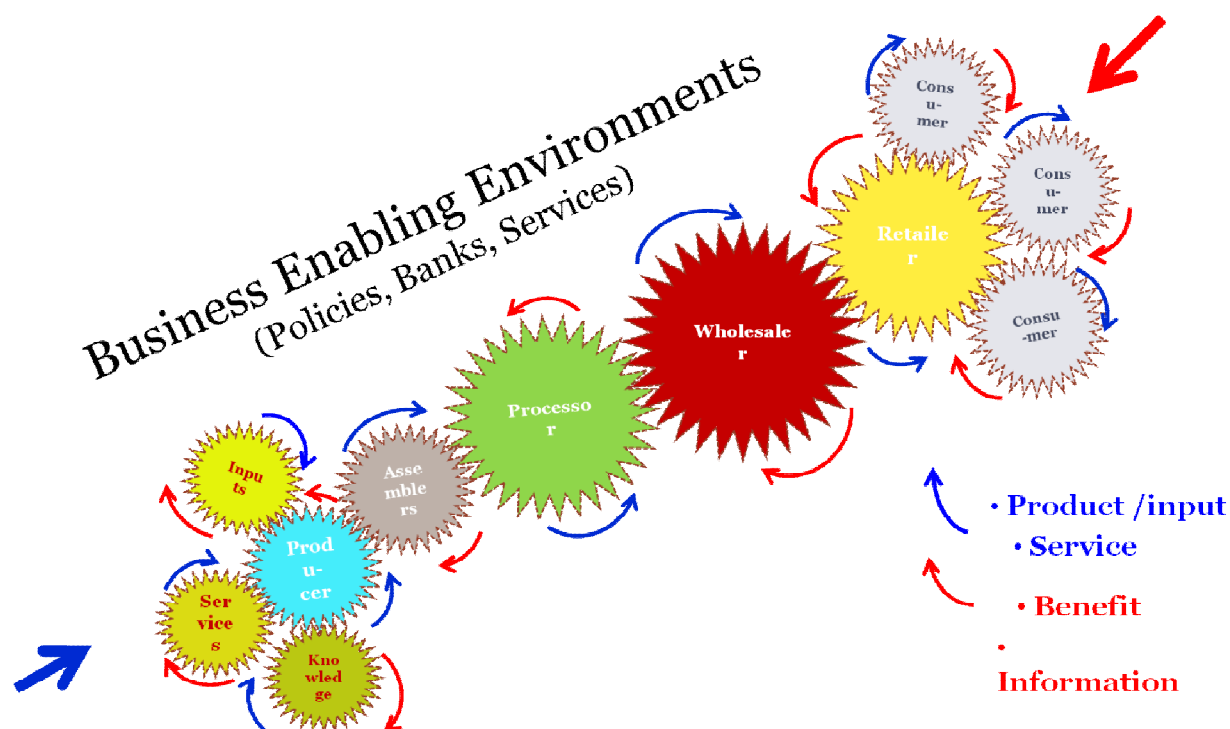 Business Enabling Environments
(Policies, Banks, Services)
Cons
u-
mer
Cons
u-
mer
Consu
-mer
Retaile
r
Wholesale
r
Processo
r
Asse
mble
rs
Inpu
ts
Prod
u-
cer
Ser
vice
s
Kno
wled
ge
• Product /input
• Service
• Benefit
•
Information